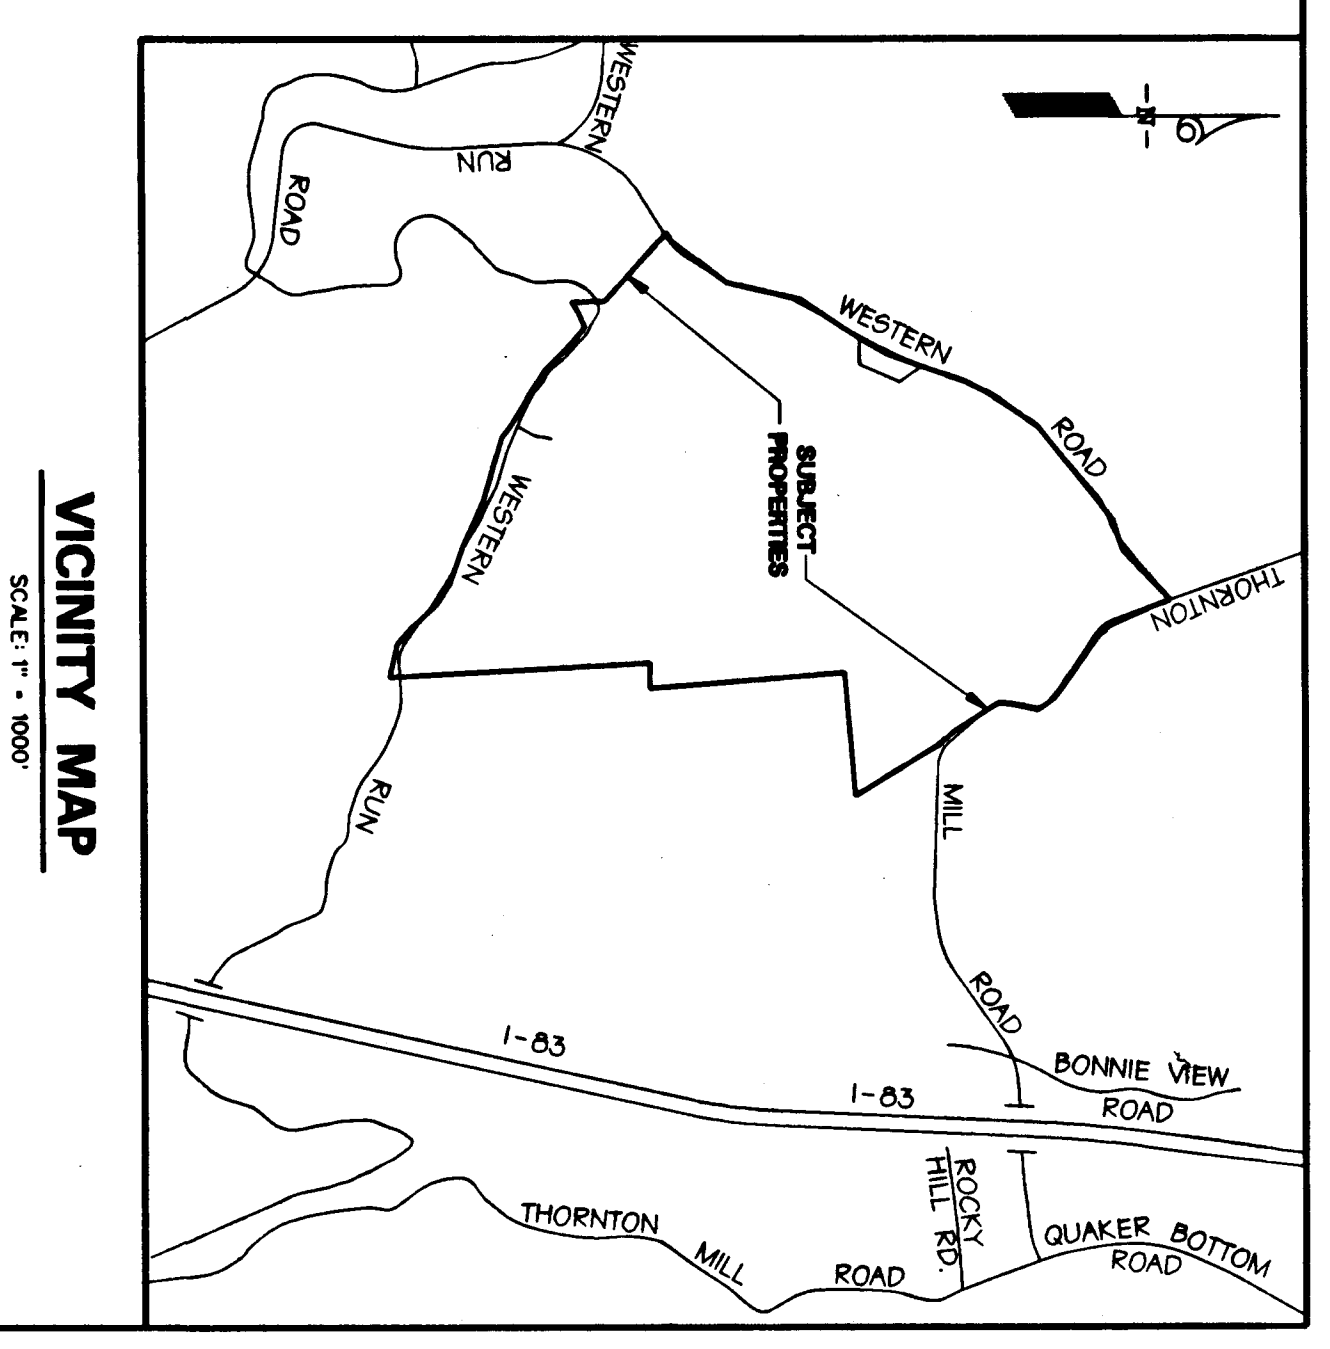 VICINITY MAP
SCALE: 1" - 1000'
N
WESTERN
RUN
ROAD
WESTERN
ROAD
THORNTON
SUBJECT
PROPERTIES
WESTERN
RUN
MILL
ROAD
BONNIE VIEW
ROAD
I-83
I-83
ROCKY
HILL RD.
QUAKER BOTTOM
ROAD
THORNTON
MILL
ROAD